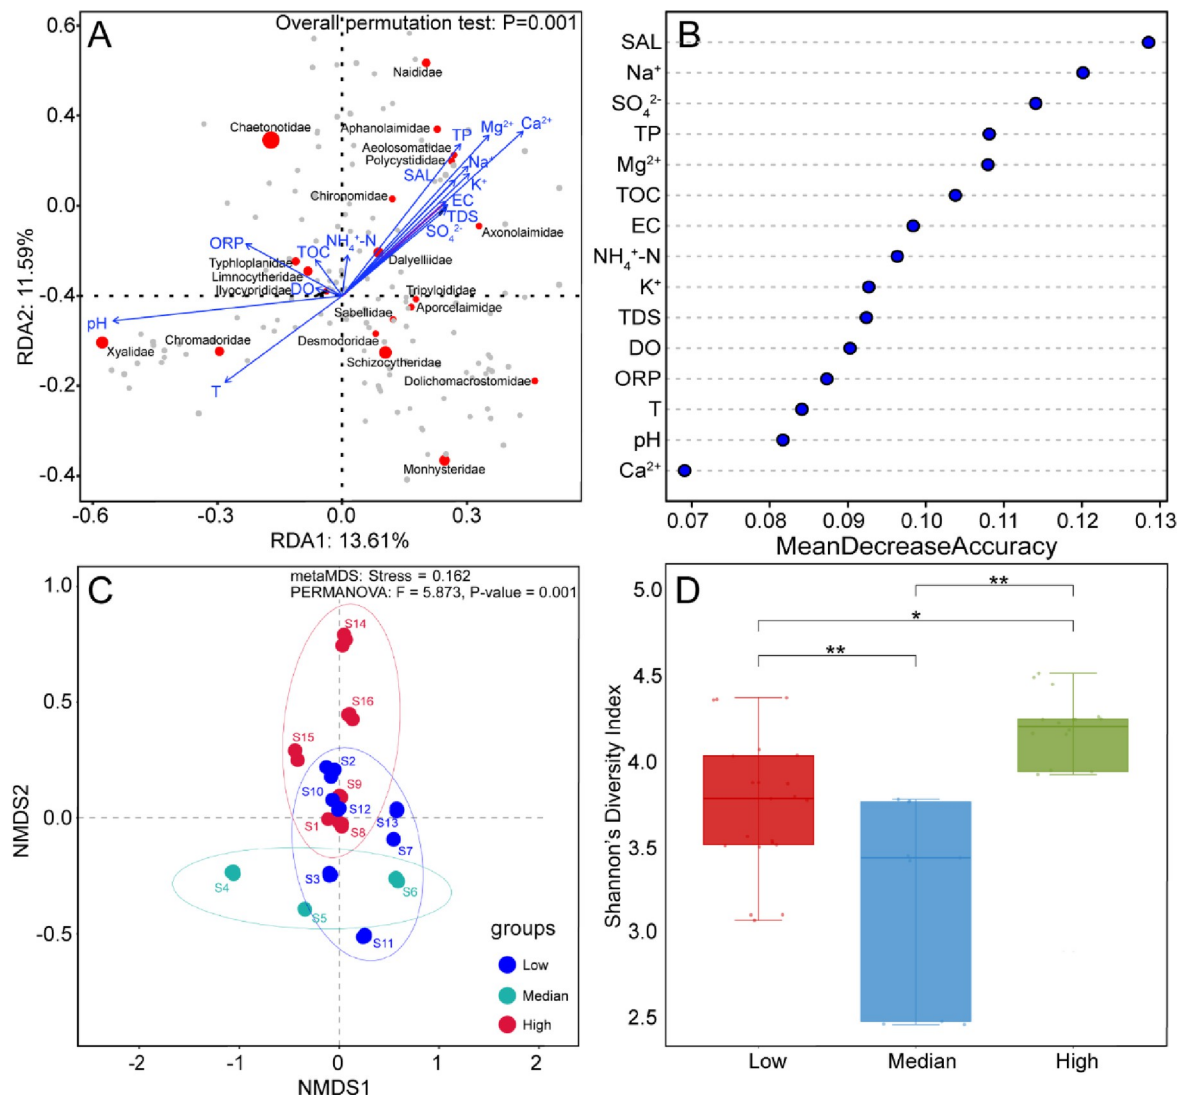 A
Overall permutation test: P=0.001
0.6
0.4
0.0
-0.4
-0.2
-0.4
RDA2: 11.59%
Naididae
Chaetonotidae
Aphanolaimidae
TP
Mg²⁺
Ca²⁺
Aeolosomatidae
Polycystididae
Na⁺
SAL
K⁺
Chironomidae
EC
TDS
SO₄²⁻
Axonolaimidae
ORP
TOC
NH₄⁺-N
Typhloplanidae
Dalyelliidae
Limnocytheridae
Ilyocyprididae
DO
Tripyloididae
Aporcelaimidae
Sabellidae
pH
Xyalidae
Chromadoridae
Desmodoridae
Schizocytheridae
T
Dolichomacrostomidae
Monhysteridae
-0.6
-0.3
0.0
0.3
RDA1: 13.61%
B
SAL
Na⁺
SO₄²⁻
TP
Mg²⁺
TOC
EC
NH₄⁺-N
K⁺
TDS
DO
ORP
T
pH
Ca²⁺
0.07
0.08
0.09
0.10
0.11
0.12
0.13
MeanDecreaseAccuracy
C
metaMDS: Stress = 0.162
PERMANOVA: F = 5.873, P-value = 0.001
1.0
0.5
0.0
-0.5
NMDS2
S14
S16
S15
S2
S10
S9
S12
S13
S1
S8
S7
S3
S4
S6
S5
S11
groups
Low
Median
High
-2
-1
0
1
2
NMDS1
D
**
*
**
5.0
4.5
4.0
3.5
3.0
2.5
Shannon's Diversity Index
Low
Median
High